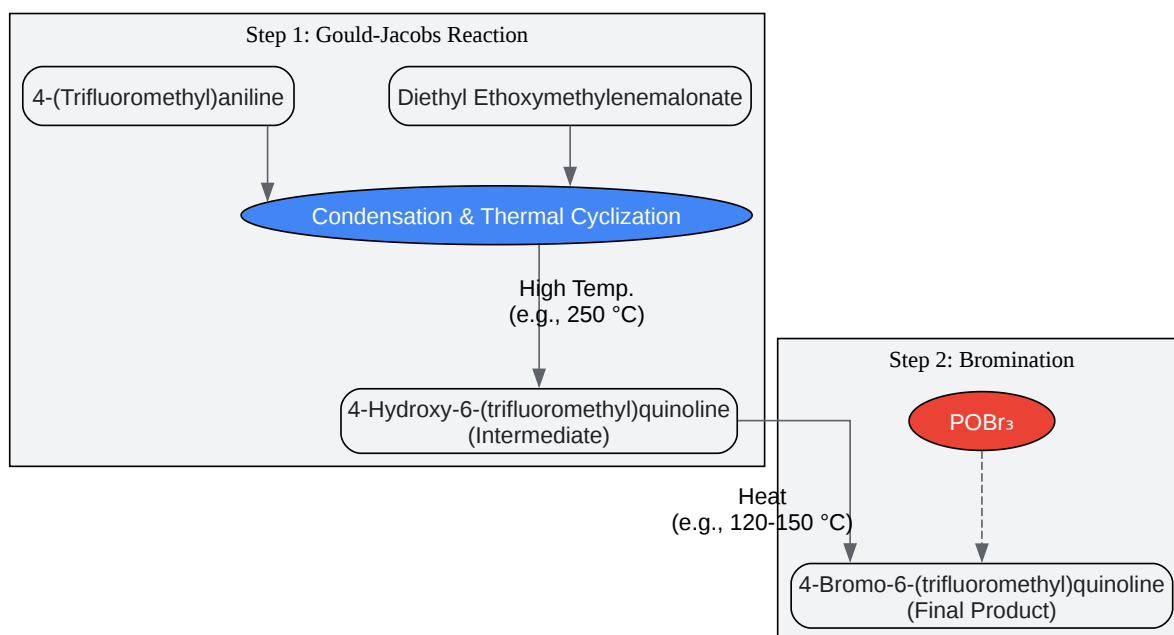 Step 1: Gould-Jacobs Reaction
4-(Trifluoromethyl)aniline
Diethyl Ethoxymethylenemalonate
Condensation & Thermal Cyclization
High Temp.
(e.g., 250 °C)
4-Hydroxy-6-(trifluoromethyl)quinoline
(Intermediate)
Step 2: Bromination
POBr₃
Heat
(e.g., 120-150 °C)
4-Bromo-6-(trifluoromethyl)quinoline
(Final Product)